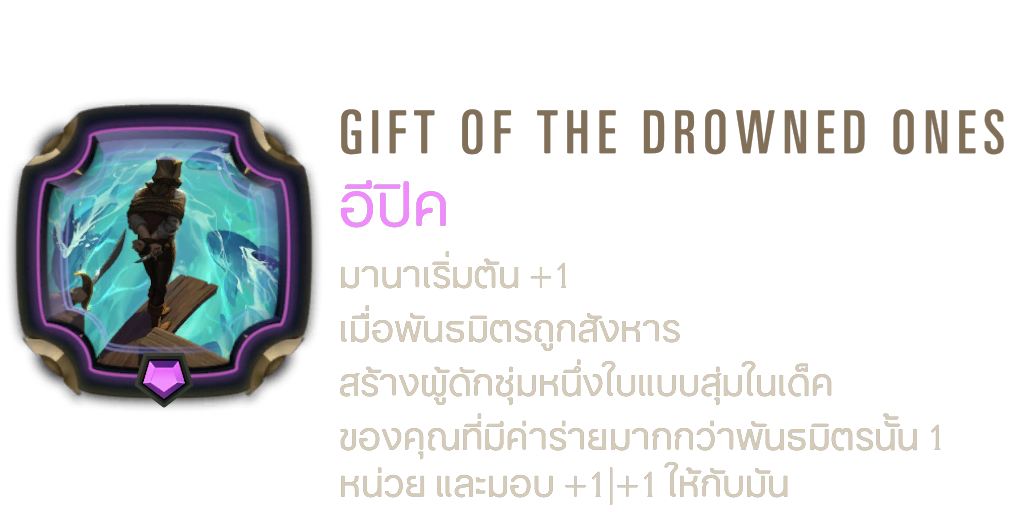 GIFT OF THE DROWNED ONES
อีปิค
มานาเริ่มต้น +1
เมื่อพันธมิตรถูกสังหาร
สร้างผู้ดักซุ่มหนึ่งใบแบบสุ่มในเด็ค
ของคุณที่มีค่าร่ายมากกว่าพันธมิตรนั้น 1
หน่วย และมอบ +1|+1 ให้กับมัน